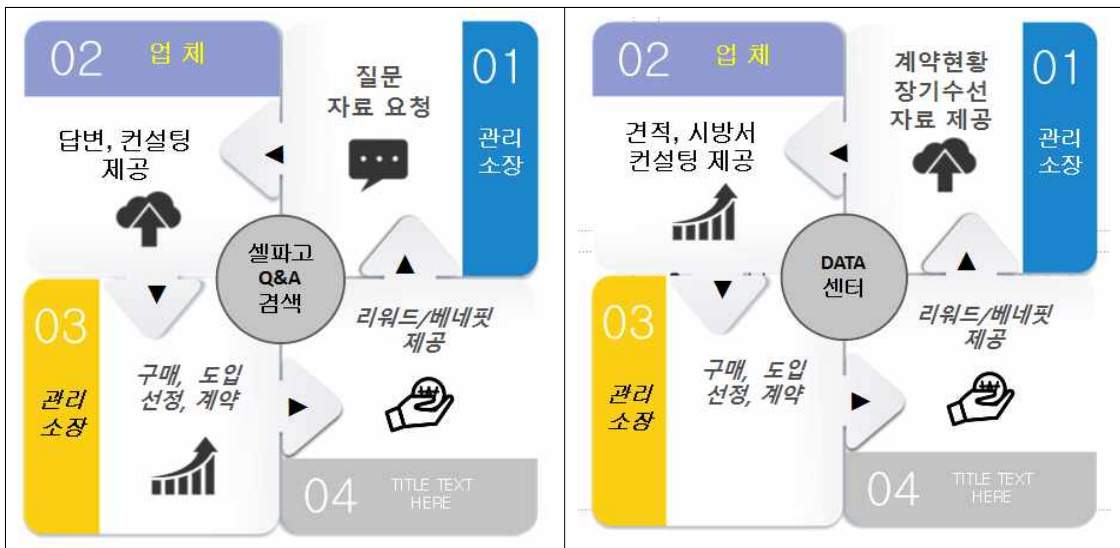 02 업 체
질문
자료 요청
01
관리
소장
답변, 컨설팅
제공
셀파고
Q&A
검색
03
관리
소장
구매, 도입
선정, 계약
리워드/베네핏
제공
04
TITLE TEXT
HERE
02 업 체
계약현황
장기수선
자료 제공
01
관리
소장
견적, 시방서
컨설팅 제공
DATA
센터
03
관리
소장
구매, 도입
선정, 계약
리워드/베네핏
제공
04
TITLE TEXT
HERE